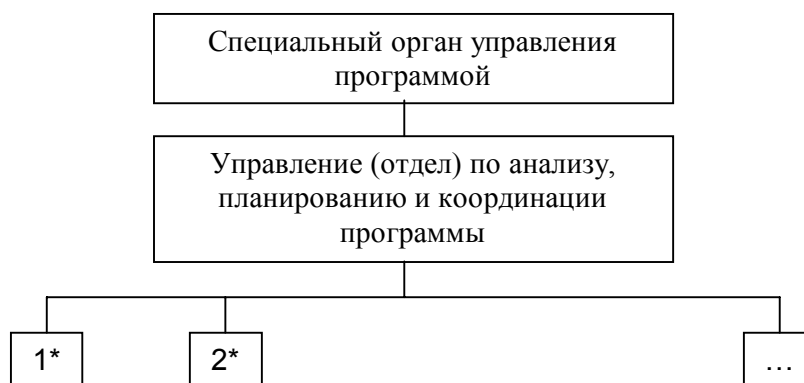 Специальный орган управления
программой
Управление (отдел) по анализу,
планированию и координации
программы
1* 2* …